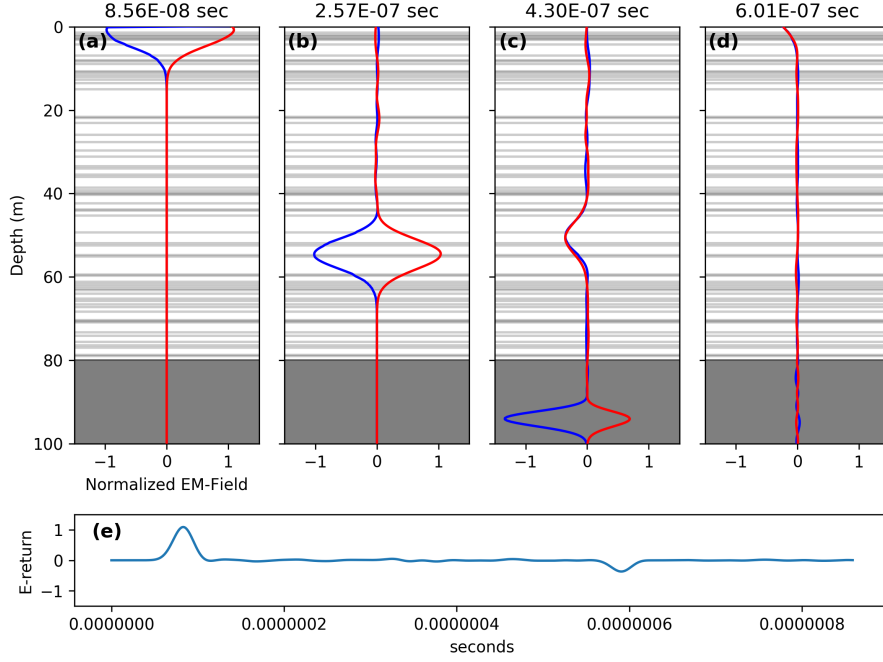 8.56E-08 sec 2.57E-07 sec 4.30E-07 sec 6.01E-07 sec
(a) (b) (c) (d)
0
20
40
60
80
100
Depth (m)
−1 0 1 −1 0 1 −1 0 1 −1 0 1
Normalized EM-Field
(e)
1
0
−1
E-return
0.0000000 0.0000002 0.0000004 0.0000006 0.0000008
seconds